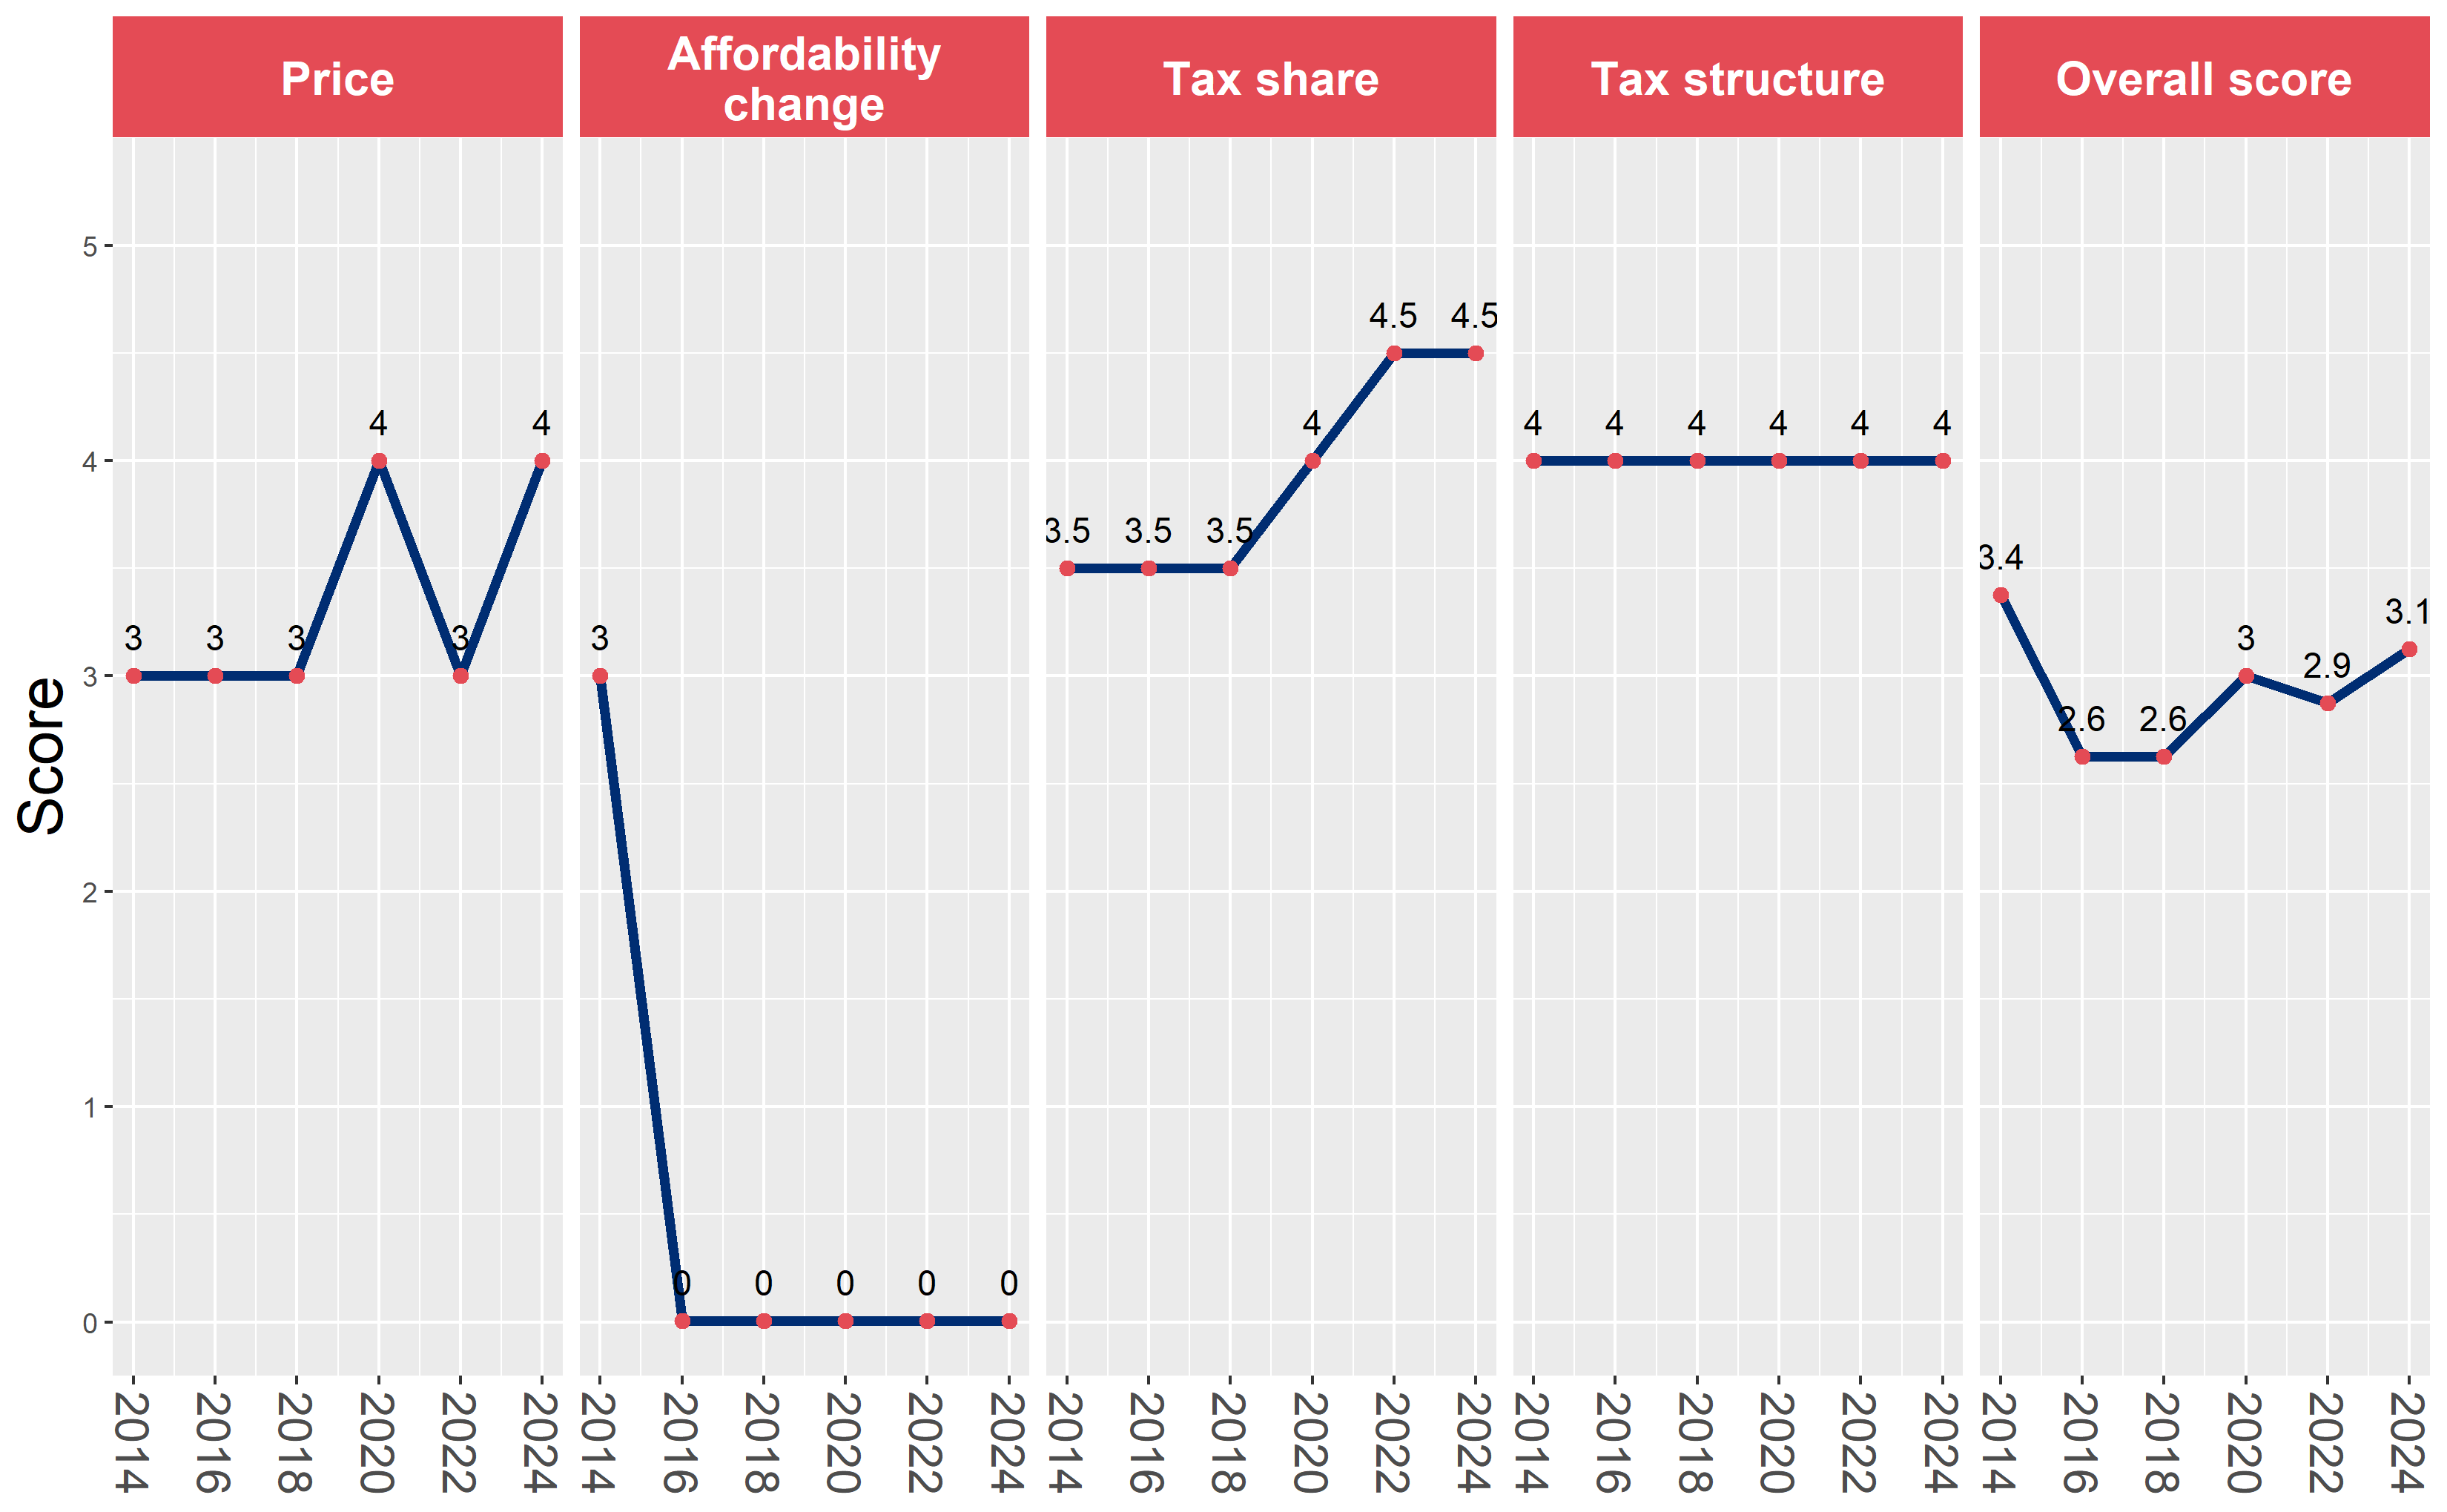 Price
Affordability
change
Tax share
Tax structure
Overall score
Score
5
4
3
2
1
0
3 3 3 4 3 4
3 0 0 0 0 0
3.5 3.5 3.5 4 4.5 4.5
4 4 4 4 4 4
3.4 2.6 2.6 3 2.9 3.1
2014 2016 2018 2020 2022 2024
2014 2016 2018 2020 2022 2024
2014 2016 2018 2020 2022 2024
2014 2016 2018 2020 2022 2024
2014 2016 2018 2020 2022 2024